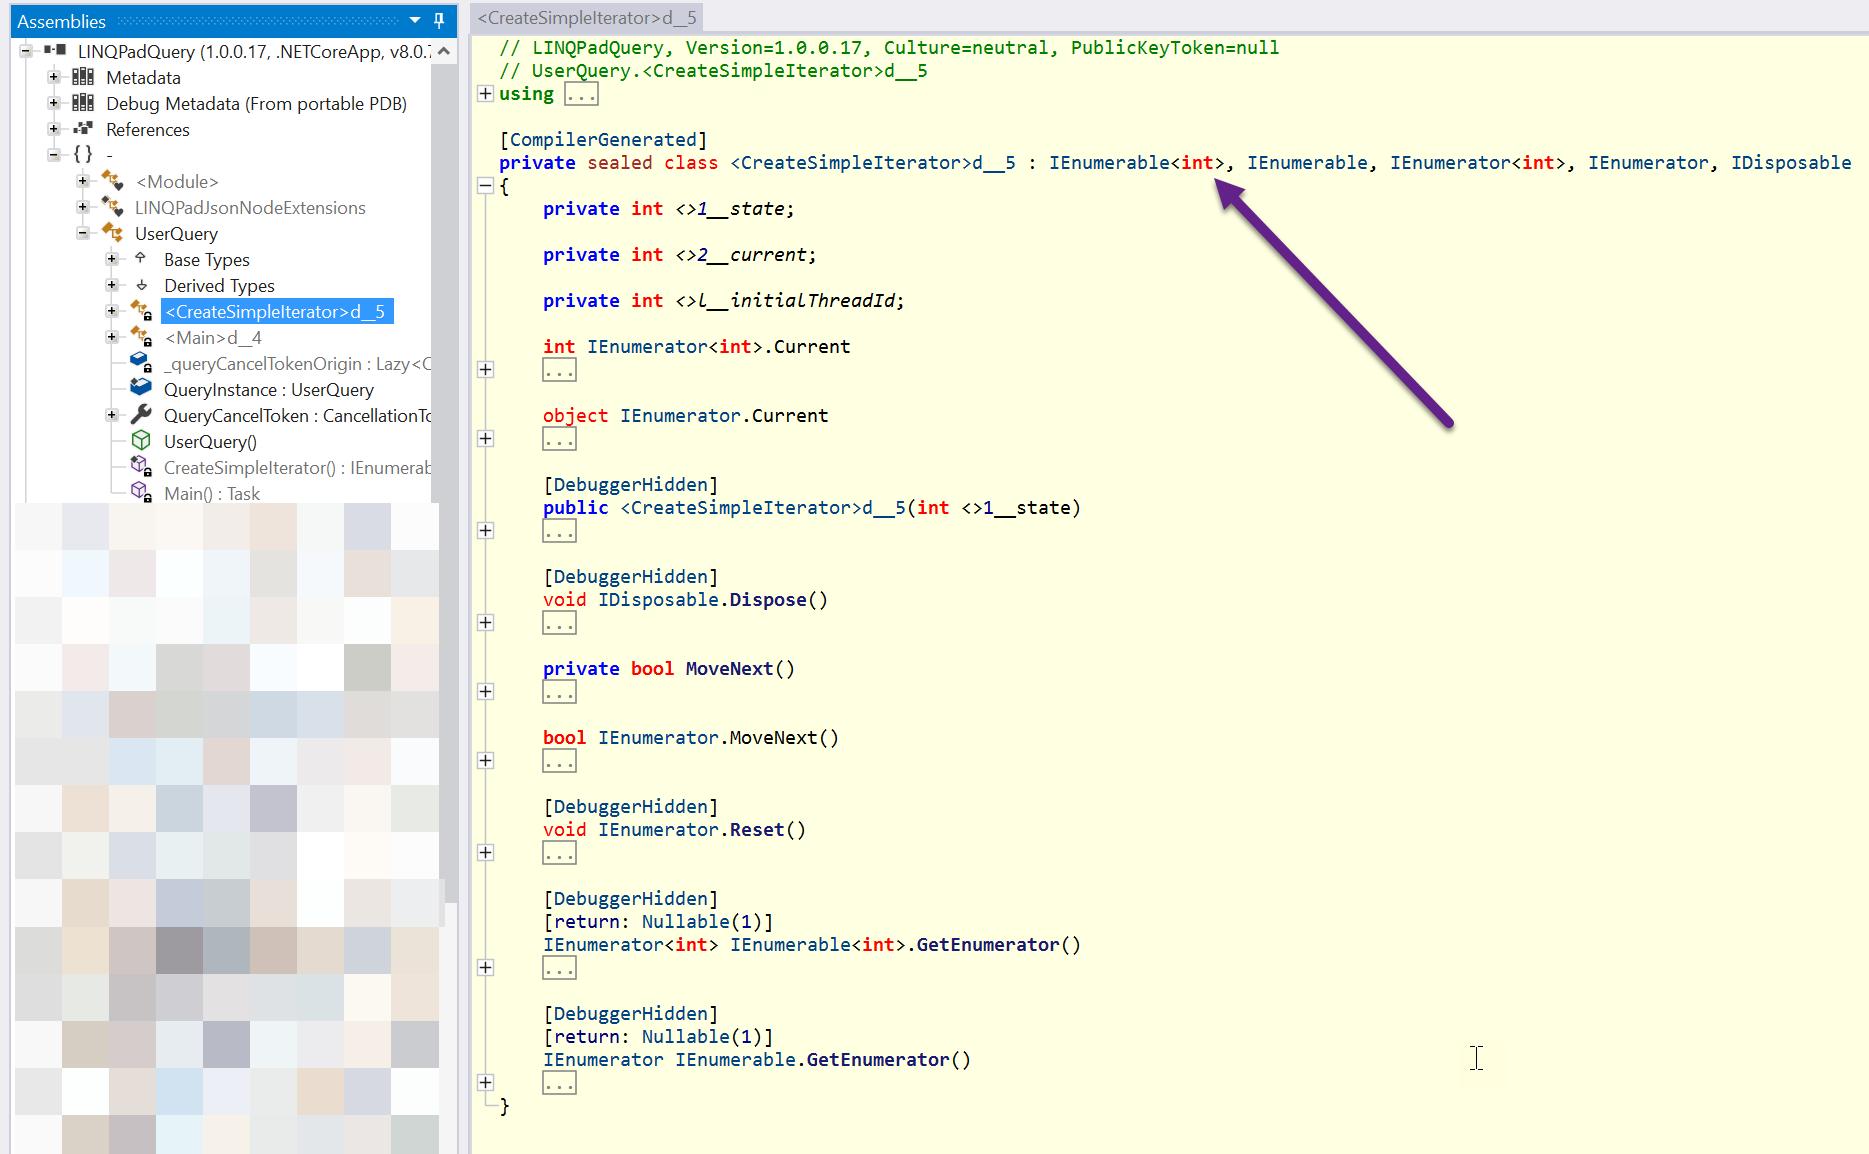 Assemblies
LINQPadQuery (1.0.0.17, .NETCoreApp, v8.0.7
Metadata
Debug Metadata (From portable PDB)
References
{ } -
<Module>
LINQPadJsonNodeExtensions
UserQuery
Base Types
Derived Types
<CreateSimpleIterator>d__5
<Main>d__4
_queryCancelTokenOrigin : Lazy<C
QueryInstance : UserQuery
QueryCancelToken : CancellationTo
UserQuery()
CreateSimpleIterator() : IEnumerab
Main() : Task
<CreateSimpleIterator>d__5
// LINQPadQuery, Version=1.0.0.17, Culture=neutral, PublicKeyToken=null
// UserQuery.<CreateSimpleIterator>d__5
using ...
[CompilerGenerated]
private sealed class <CreateSimpleIterator>d__5 : IEnumerable<int>, IEnumerable, IEnumerator<int>, IEnumerator, IDisposable
{
private int <>1__state;
private int <>2__current;
private int <>l__initialThreadId;
int IEnumerator<int>.Current
...
object IEnumerator.Current
...
[DebuggerHidden]
public <CreateSimpleIterator>d__5(int <>1__state)
...
[DebuggerHidden]
void IDisposable.Dispose()
...
private bool MoveNext()
...
bool IEnumerator.MoveNext()
...
[DebuggerHidden]
void IEnumerator.Reset()
...
[DebuggerHidden]
[return: Nullable(1)]
IEnumerator<int> IEnumerable<int>.GetEnumerator()
...
[DebuggerHidden]
[return: Nullable(1)]
IEnumerator IEnumerable.GetEnumerator()
...
}